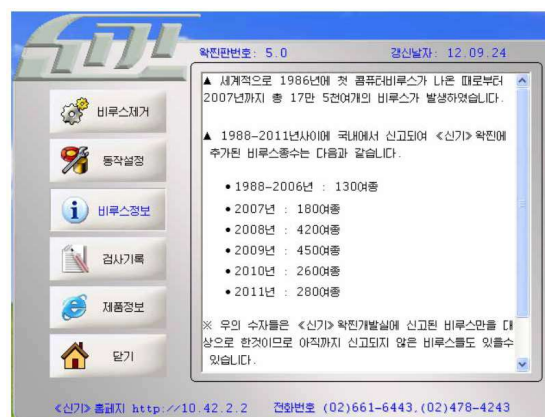 왁찐판번호: 5.0 갱신날자: 12.09.24
▲ 세계적으로 1986년에 첫 콤퓨터비루스가 나온 때로부터
2007년까지 총 17만 5천여개의 비루스가 발생하였습니다.
▲ 1988-2011년사이에 국내에서 신고되여 《신기》왁찐에
추가된 비루스종수는 다음과 같습니다.
• 1988-2006년 : 130여종
• 2007년 : 180여종
• 2008년 : 420여종
• 2009년 : 450여종
• 2010년 : 260여종
• 2011년 : 280여종
※ 우의 수자들은 《신기》왁찐개발실에 신고된 비루스만을 대
상으로 한것이므로 아직까지 신고되지 않은 비루스들도 있을수
있습니다.
비루스제거
동작설정
비루스정보
검사기록
제품정보
닫기
《신기》 홈페지 http://10.42.2.2 전화번호 (02)661-6443,(02)478-4243